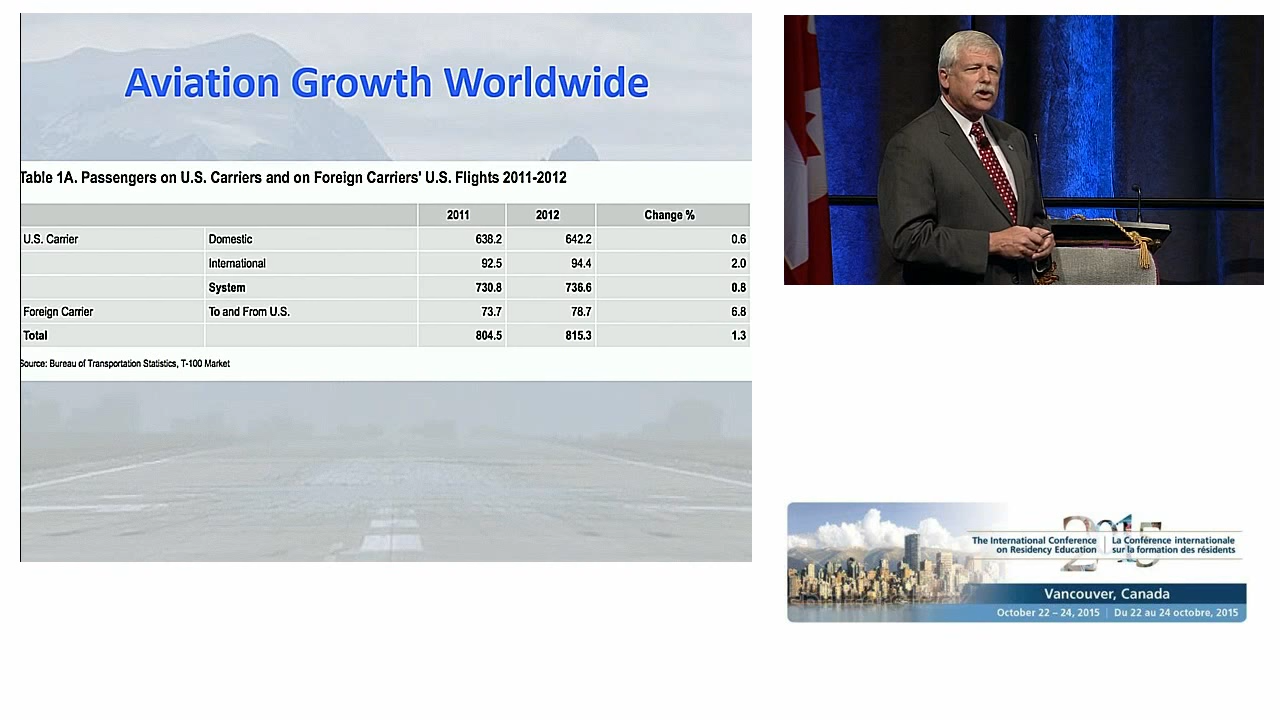 Aviation Growth Worldwide
Table 1A. Passengers on U.S. Carriers and on Foreign Carriers' U.S. Flights 2011-2012
2011 2012 Change %
U.S. Carrier Domestic 638.2 642.2 0.6
International 92.5 94.4 2.0
System 730.8 736.6 0.8
Foreign Carrier To and From U.S. 73.7 78.7 6.8
Total 804.5 815.3 1.3
Source: Bureau of Transportation Statistics, T-100 Market
2015
The International Conference
on Residency Education
La Conférence internationale
sur la formation des résidents
Vancouver, Canada
October 22 – 24, 2015 | Du 22 au 24 octobre, 2015